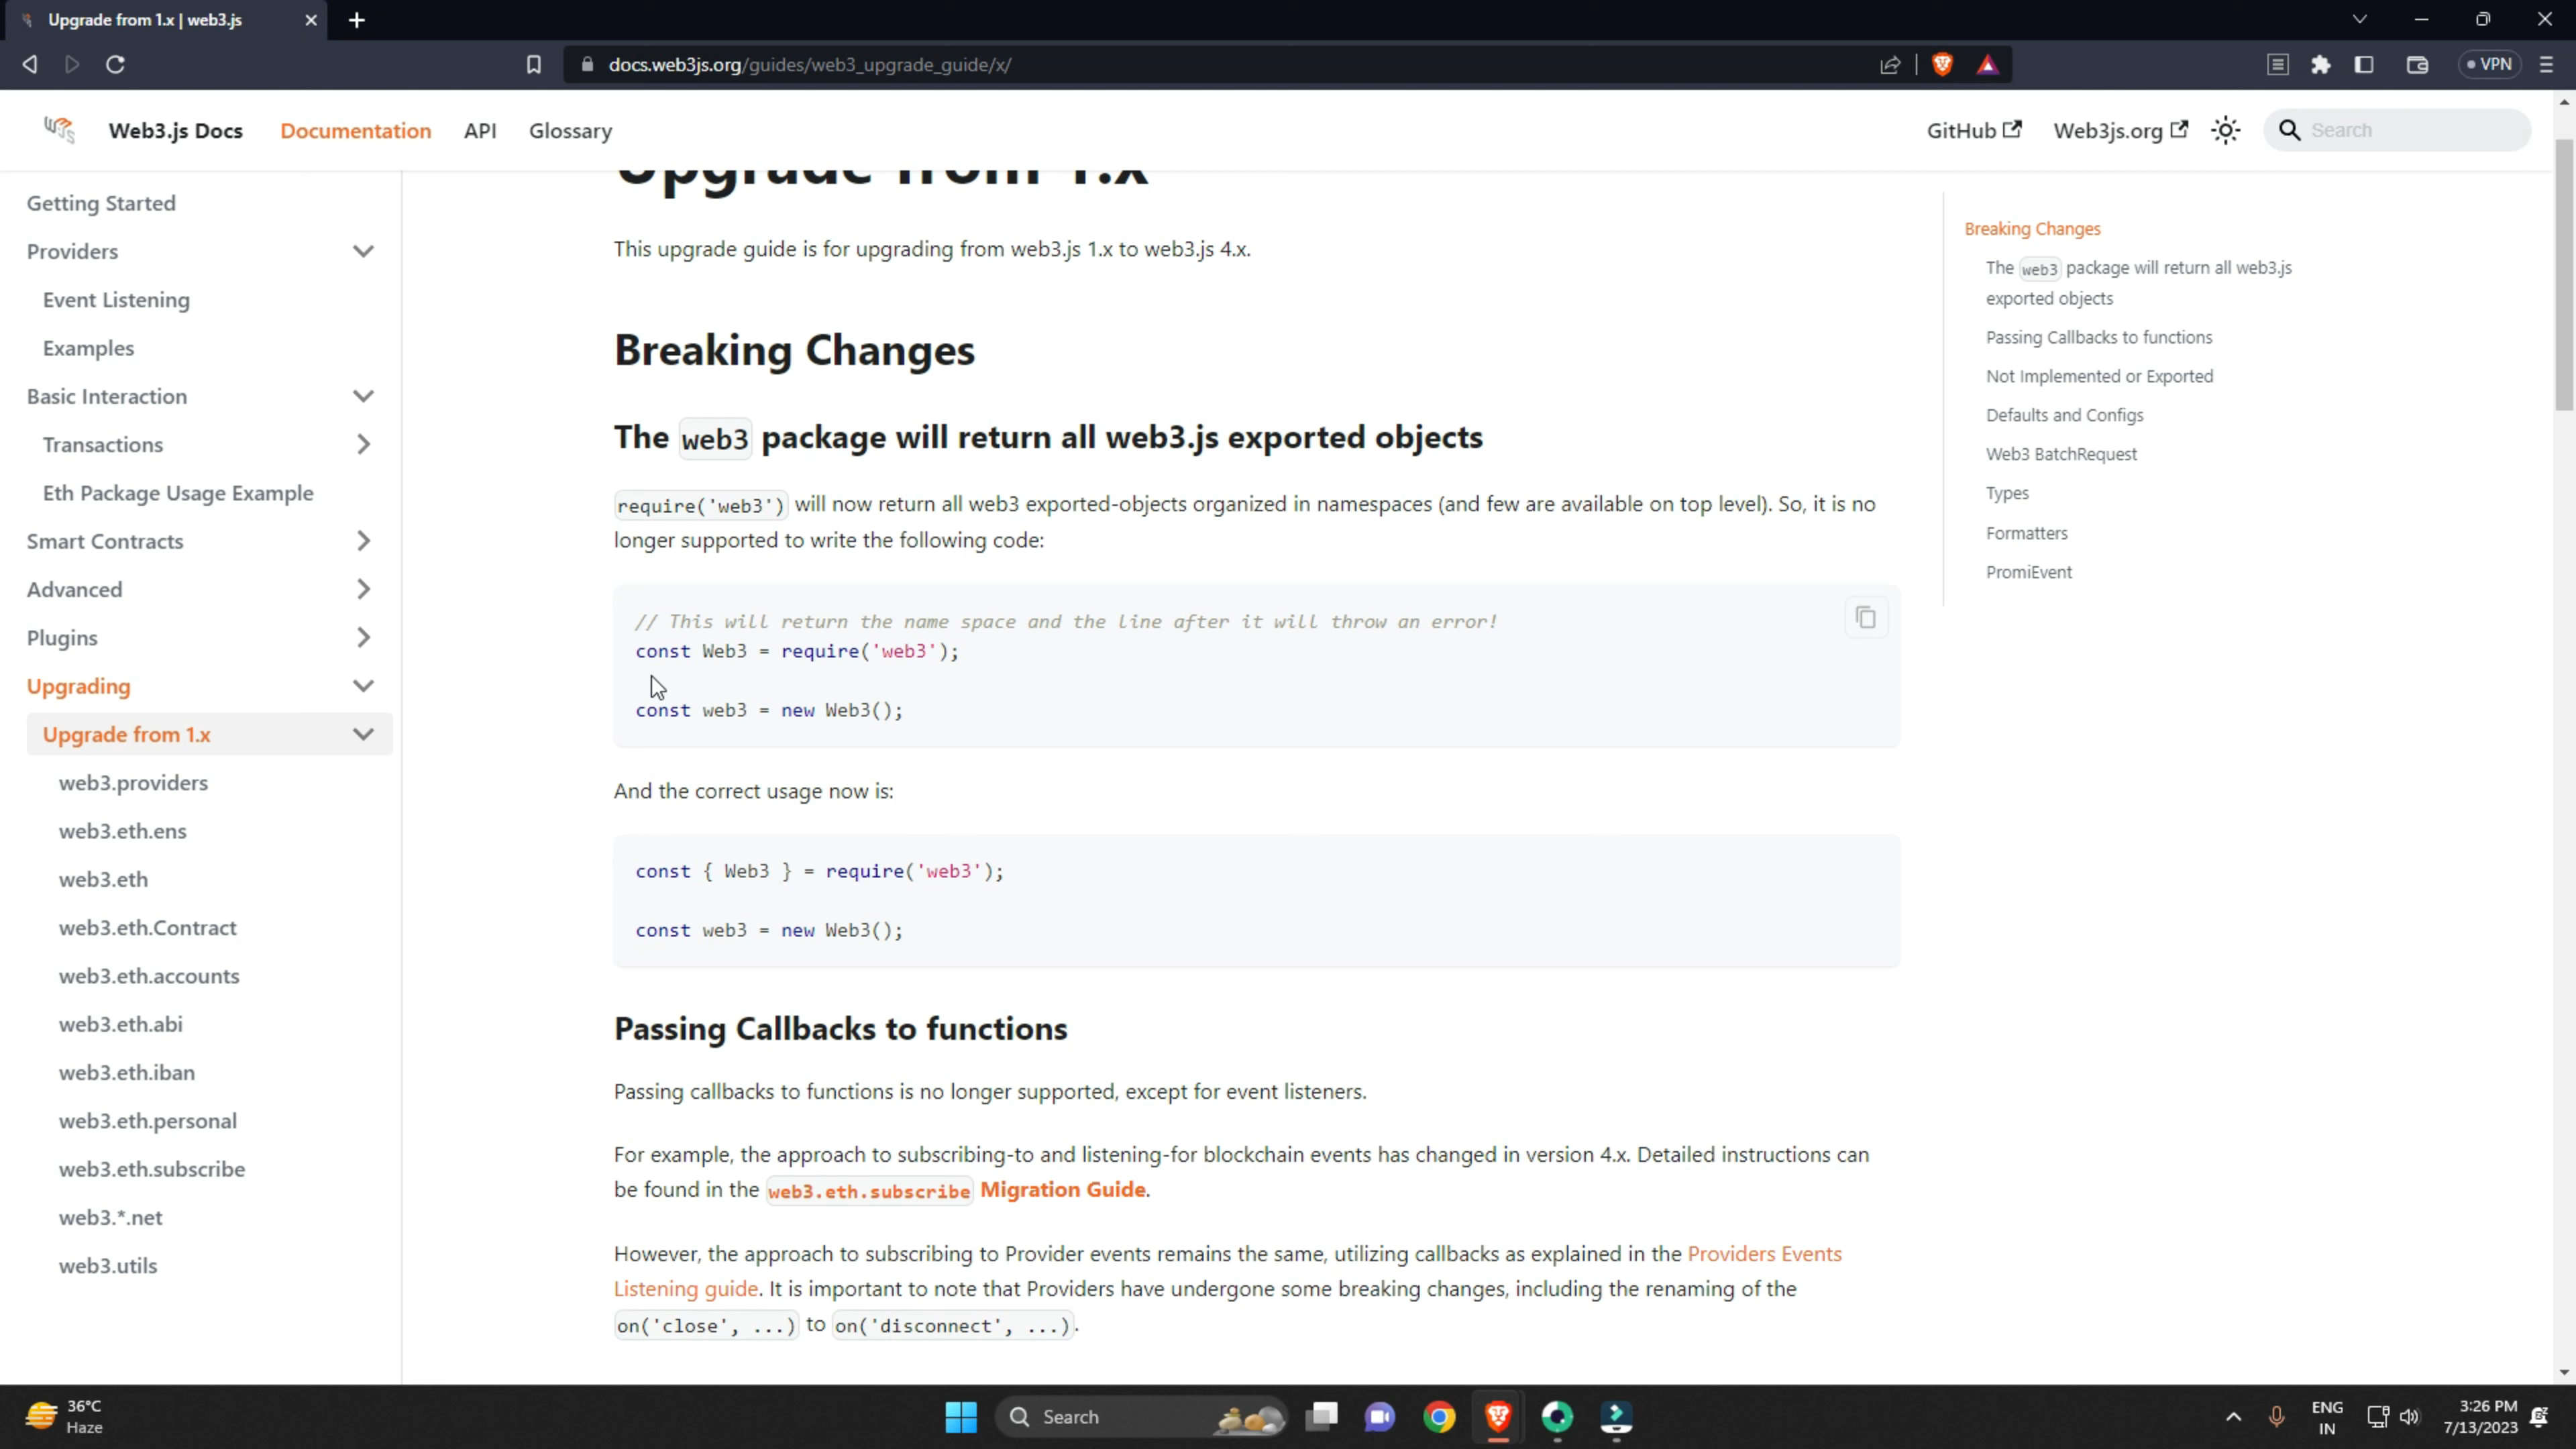 Upgrade from 1.x | web3.js
docs.web3js.org/guides/web3_upgrade_guide/x/
VPN
Web3.js Docs
Documentation
API
Glossary
GitHub
Web3js.org
Search
Getting Started
Providers
Event Listening
Examples
Basic Interaction
Transactions
Eth Package Usage Example
Smart Contracts
Advanced
Plugins
Upgrading
Upgrade from 1.x
web3.providers
web3.eth.ens
web3.eth
web3.eth.Contract
web3.eth.accounts
web3.eth.abi
web3.eth.iban
web3.eth.personal
web3.eth.subscribe
web3.*.net
web3.utils
Upgrade from 1.x
This upgrade guide is for upgrading from web3.js 1.x to web3.js 4.x.
Breaking Changes
The web3 package will return all web3.js exported objects
require('web3') will now return all web3 exported-objects organized in namespaces (and few are available on top level). So, it is no
longer supported to write the following code:
// This will return the name space and the line after it will throw an error!
const Web3 = require('web3');
const web3 = new Web3();
And the correct usage now is:
const { Web3 } = require('web3');
const web3 = new Web3();
Passing Callbacks to functions
Passing callbacks to functions is no longer supported, except for event listeners.
For example, the approach to subscribing-to and listening-for blockchain events has changed in version 4.x. Detailed instructions can
be found in the web3.eth.subscribe Migration Guide.
However, the approach to subscribing to Provider events remains the same, utilizing callbacks as explained in the Providers Events
Listening guide. It is important to note that Providers have undergone some breaking changes, including the renaming of the
on('close', ...) to on('disconnect', ...).
Breaking Changes
The web3 package will return all web3.js
exported objects
Passing Callbacks to functions
Not Implemented or Exported
Defaults and Configs
Web3 BatchRequest
Types
Formatters
PromiEvent
36°C
Haze
Search
ENG
IN
3:26 PM
7/13/2023